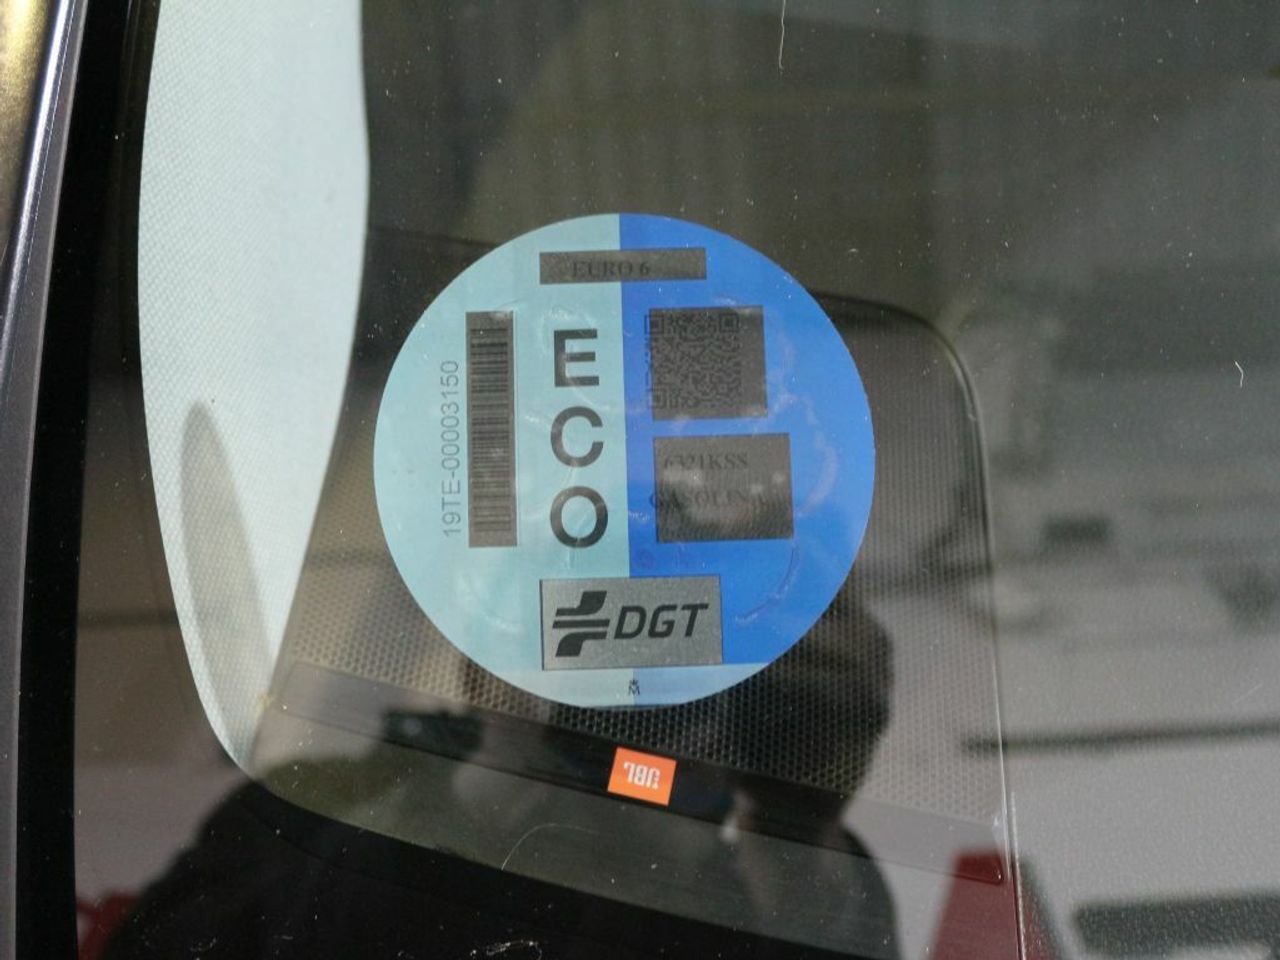 EURO 6
19TE-00003150
ECO
6321KSS
GASOLINA
DGT
JBL